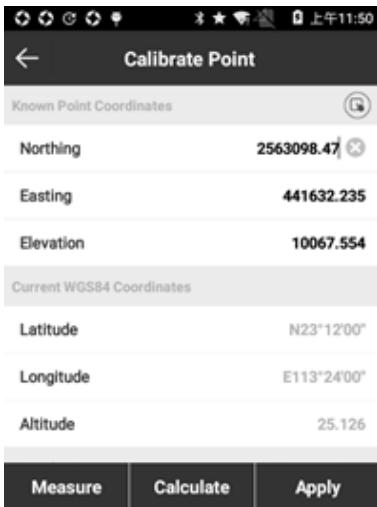 上午11:50
Calibrate Point
Known Point Coordinates
Northing 2563098.47
Easting 441632.235
Elevation 10067.554
Current WGS84 Coordinates
Latitude N23°12'00"
Longitude E113°24'00"
Altitude 25.126
Measure Calculate Apply